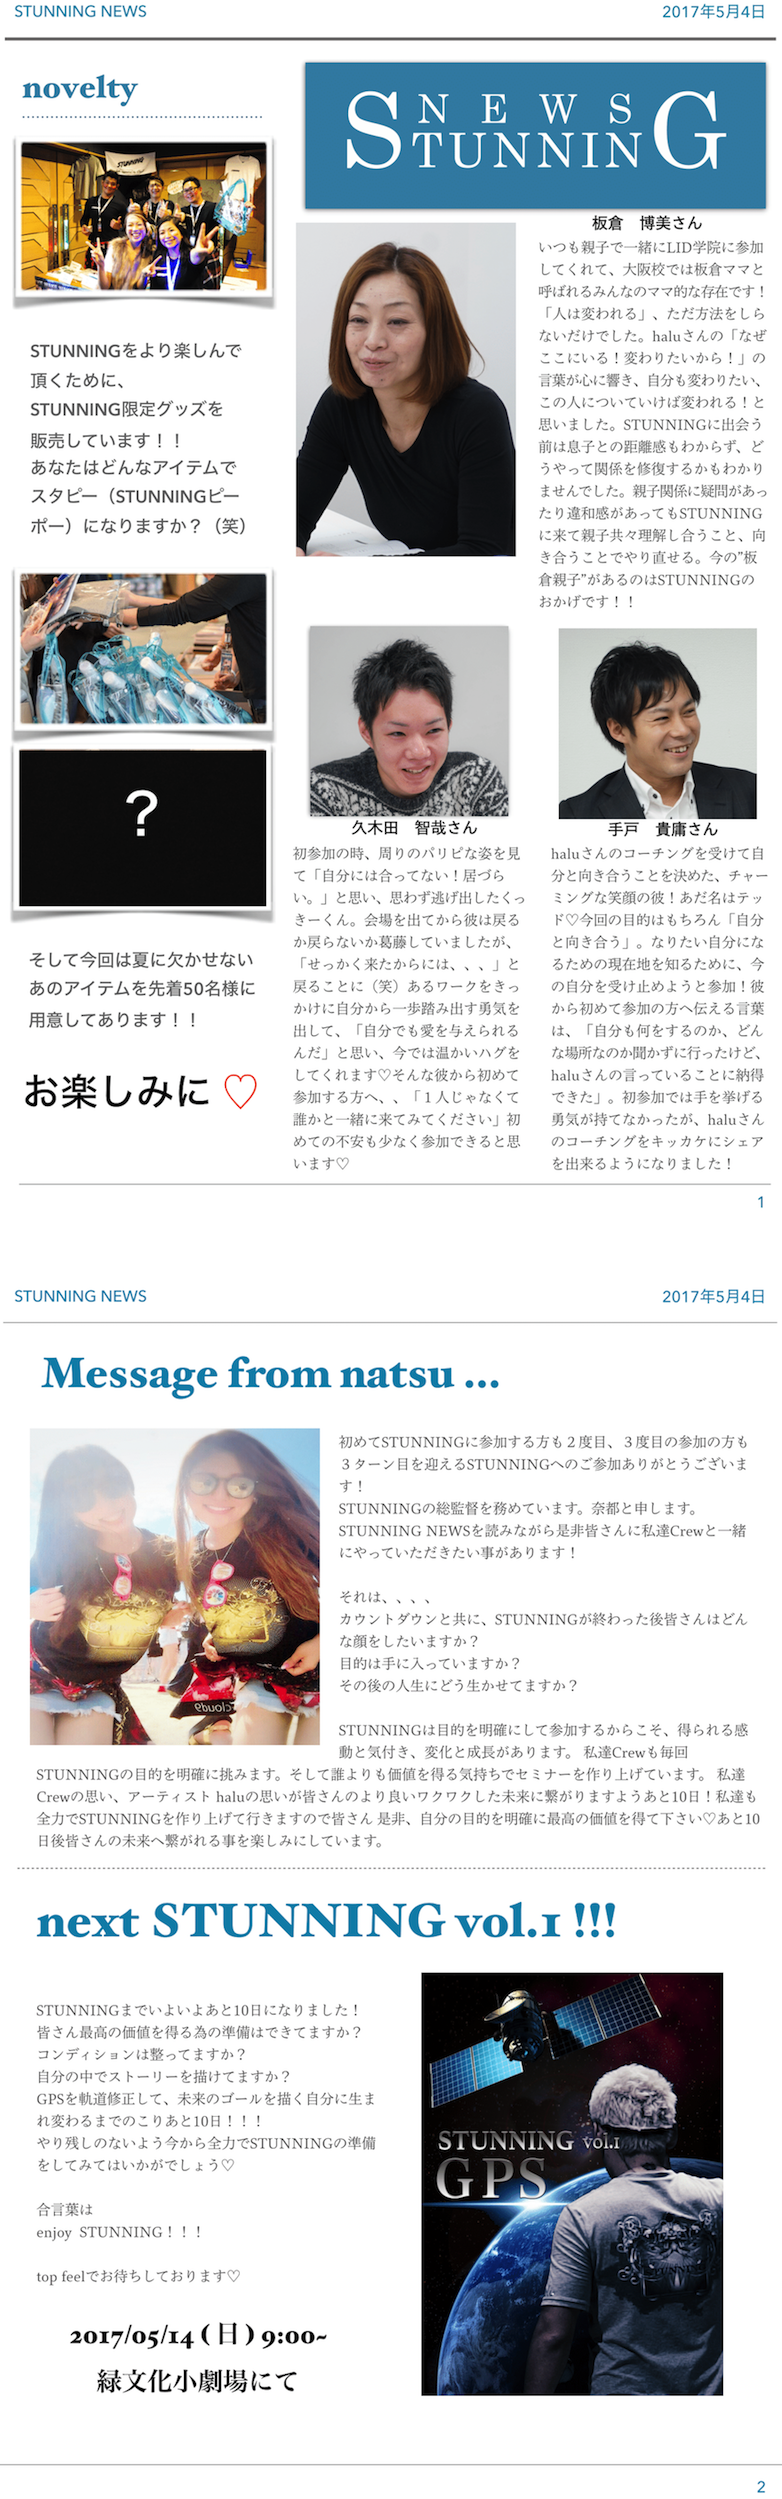 STUNNING NEWS
2017年5月4日
novelty
NEWS
STUNNING
STUNNING
STUNNINGをより楽しんで
頂くために、
STUNNING限定グッズを
販売しています！！
あなたはどんなアイテムで
スタピー（STUNNINGピー
ポー）になりますか？（笑）
?
そして今回は夏に欠かせない
あのアイテムを先着50名様に
用意してあります！！
お楽しみに ♡
板倉　博美さん
いつも親子で一緒にLID学院に参加
してくれて、大阪校では板倉ママと
呼ばれるみんなのママ的な存在です！
「人は変われる」、ただ方法をしら
ないだけでした。haluさんの「なぜ
ここにいる！変わりたいから！」の
言葉が心に響き、自分も変わりたい、
この人についていけば変われる！と
思いました。STUNNINGに出会う
前は息子との距離感もわからず、ど
うやって関係を修復するかもわかり
ませんでした。親子関係に疑問があっ
たり違和感があってもSTUNNING
に来て親子共々理解し合うこと、向
き合うことでやり直せる。今の”板
倉親子”があるのはSTUNNINGの
おかげです！！
久木田　智哉さん
初参加の時、周りのパリピな姿を見
て「自分には合ってない！居づら
い。」と思い、思わず逃げ出したくっ
きーくん。会場を出てから彼は戻る
か戻らないか葛藤していましたが、
「せっかく来たからには、、、」と
戻ることに（笑）あるワークをきっ
かけに自分から一歩踏み出す勇気を
出して、「自分でも愛を与えられる
んだ」と思い、今では温かいハグを
してくれます♡そんな彼から初めて
参加する方へ、、「１人じゃなくて
誰かと一緒に来てみてください」初
めての不安も少なく参加できると思
います♡
手戸　貴庸さん
haluさんのコーチングを受けて自
分と向き合うことを決めた、チャー
ミングな笑顔の彼！あだ名はテッ
ド♡今回の目的はもちろん「自分
と向き合う」。なりたい自分にな
るための現在地を知るために、今
の自分を受け止めようと参加！彼
から初めて参加の方へ伝える言葉
は、「自分も何をするのか、どん
な場所なのか聞かずに行ったけど、
haluさんの言っていることに納得
できた」。初参加では手を挙げる
勇気が持てなかったが、haluさん
のコーチングをキッカケにシェア
を出来るようになりました！
1
STUNNING NEWS
2017年5月4日
Message from natsu ...
初めてSTUNNINGに参加する方も２度目、３度目の参加の方も
３ターン目を迎えるSTUNNINGへのご参加ありがとうございま
す！
STUNNINGの総監督を務めています。奈都と申します。
STUNNING NEWSを読みながら是非皆さんに私達Crewと一緒
にやっていただきたい事があります！
それは、、、、
カウントダウンと共に、STUNNINGが終わった後皆さんはどん
な顔をしたいますか？
目的は手に入っていますか？
その後の人生にどう生かせてますか？
STUNNINGは目的を明確にして参加するからこそ、得られる感
動と気付き、変化と成長があります。 私達Crewも毎回
STUNNINGの目的を明確に挑みます。そして誰よりも価値を得る気持ちでセミナーを作り上げています。 私達
Crewの思い、アーティスト haluの思いが皆さんのより良いワクワクした未来に繋がりますようあと10日！私達も
全力でSTUNNINGを作り上げて行きますので皆さん 是非、自分の目的を明確に最高の価値を得て下さい♡あと10
日後皆さんの未来へ繋がれる事を楽しみにしています。
next STUNNING vol.1 !!!
STUNNINGまでいよいよあと10日になりました！
皆さん最高の価値を得る為の準備はできてますか？
コンディションは整ってますか？
自分の中でストーリーを描けてますか？
GPSを軌道修正して、未来のゴールを描く自分に生ま
れ変わるまでのこりあと10日！！！
やり残しのないよう今から全力でSTUNNINGの準備
をしてみてはいかがでしょう♡
合言葉は
enjoy STUNNING！！！
top feelでお待ちしております♡
2017/05/14 ( 日 ) 9:00~
緑文化小劇場にて
STUNNING vol.1
GPS
STUNNING
2